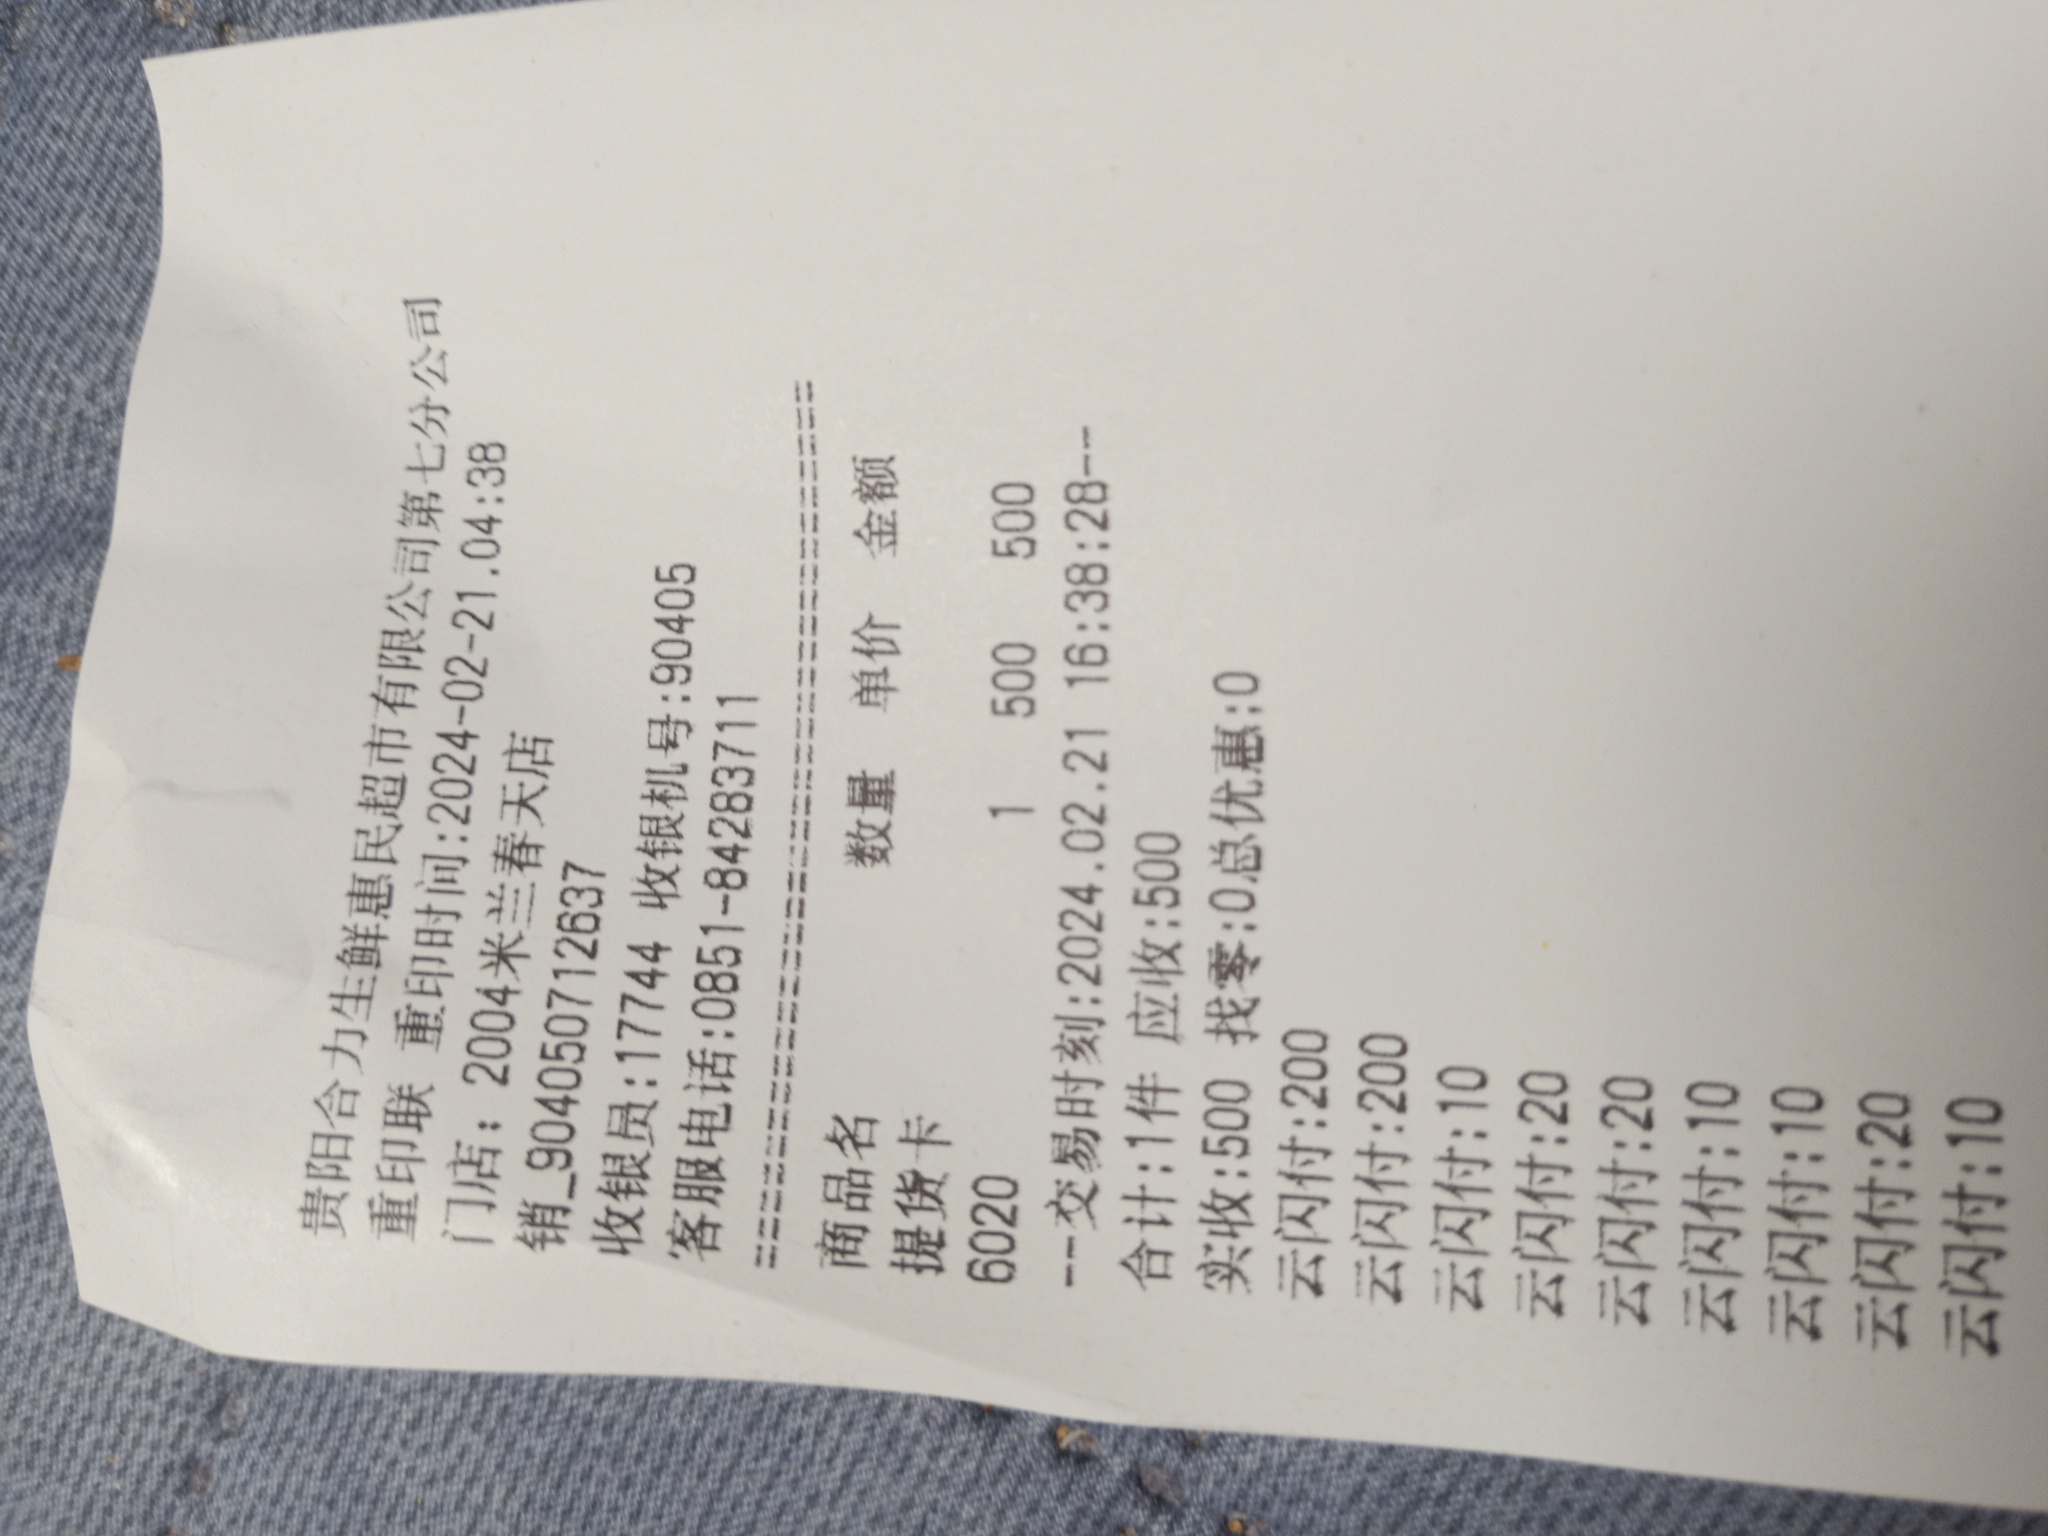 贵阳合力生鲜惠民超市有限公司第七分公司
重印联 重印时间:2024-02-21.04:38
门店: 2004米兰春天店
销_904050712637
收银员:17744 收银机号:90405
客服电话:0851-84283711
========================================
商品名 数量 单价 金额
提货卡
6020 1 500 500
--交易时刻:2024.02.21 16:38:28--
合计:1件 应收:500
实收:500 找零:0总优惠:0
云闪付:200
云闪付:200
云闪付:10
云闪付:20
云闪付:20
云闪付:10
云闪付:10
云闪付:20
云闪付:10